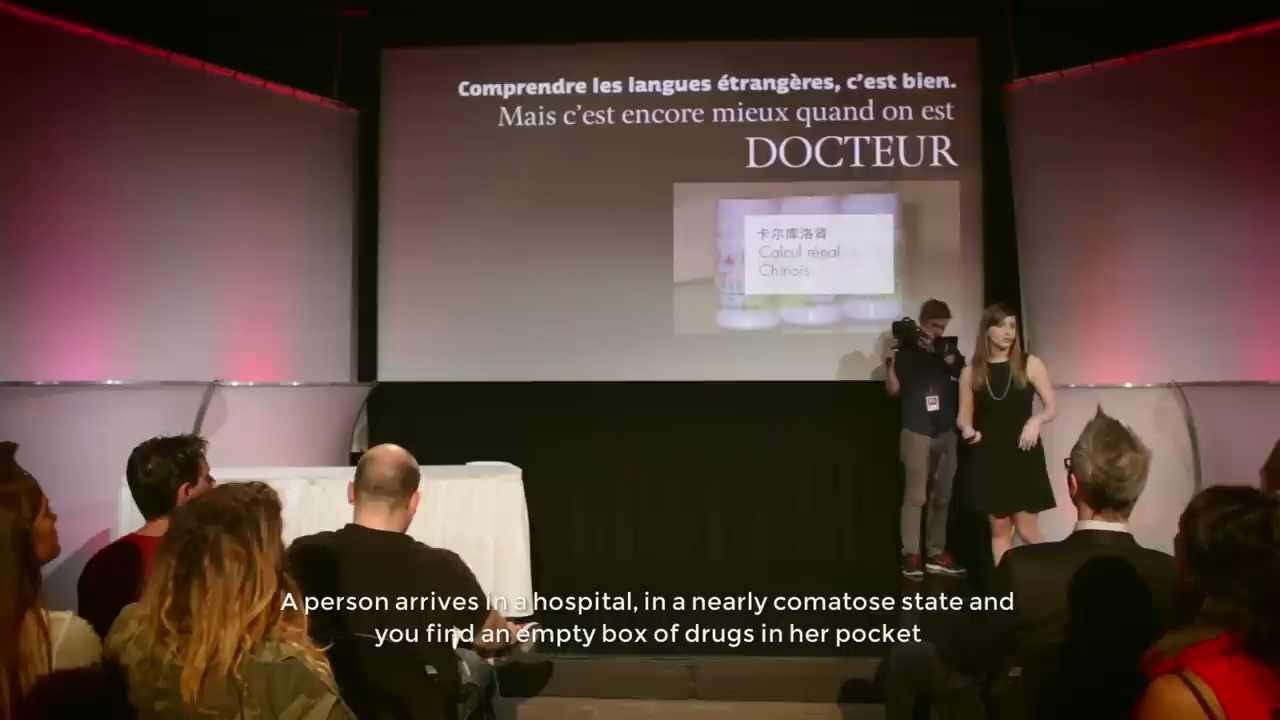 Comprendre les langues étrangères, c'est bien.
Mais c'est encore mieux quand on est
DOCTEUR
卡尔库洛肾
Calcul rénal
Chinois
A person arrives in a hospital, in a nearly comatose state and
you find an empty box of drugs in her pocket